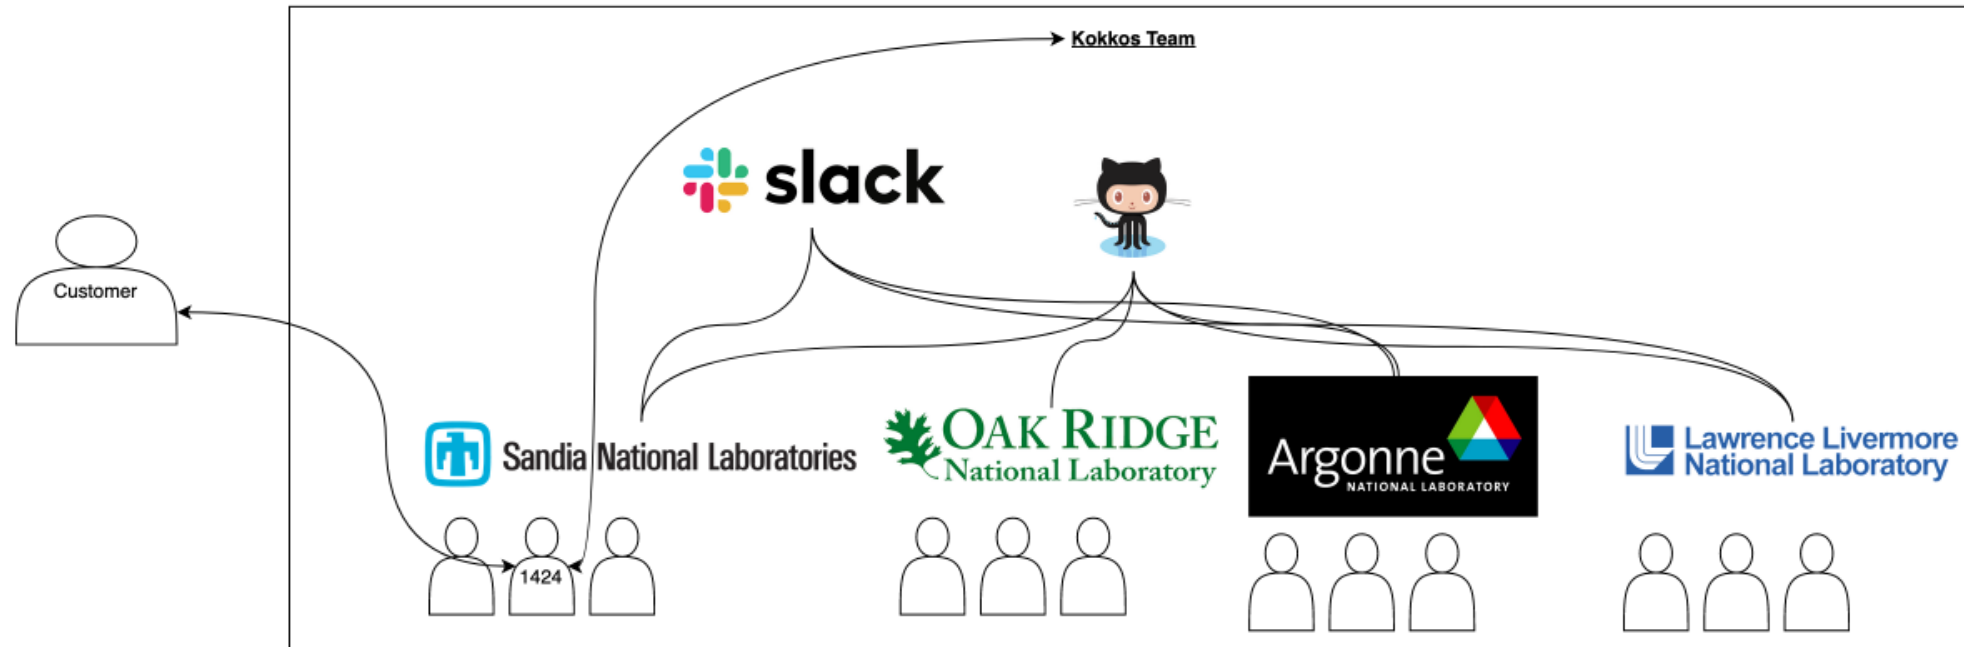 Kokkos Team
slack
Customer
Sandia National Laboratories
OAK RIDGE
National Laboratory
Argonne
NATIONAL LABORATORY
Lawrence Livermore
National Laboratory
1424